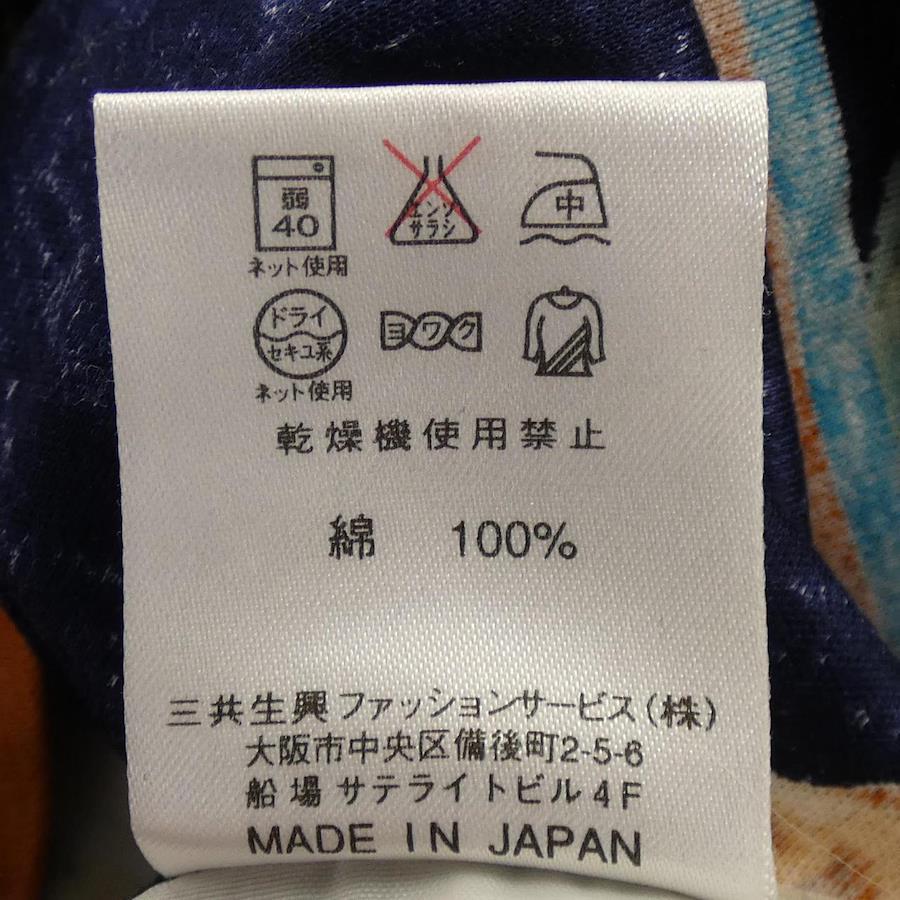 弱
40
ネット使用
エンソ
サラシ
中
ドライ
セキユ系
ネット使用
ヨワク
乾燥機使用禁止
綿 100%
三共生興ファッションサービス(株)
大阪市中央区備後町2-5-6
船場サテライトビル4F
MADE IN JAPAN